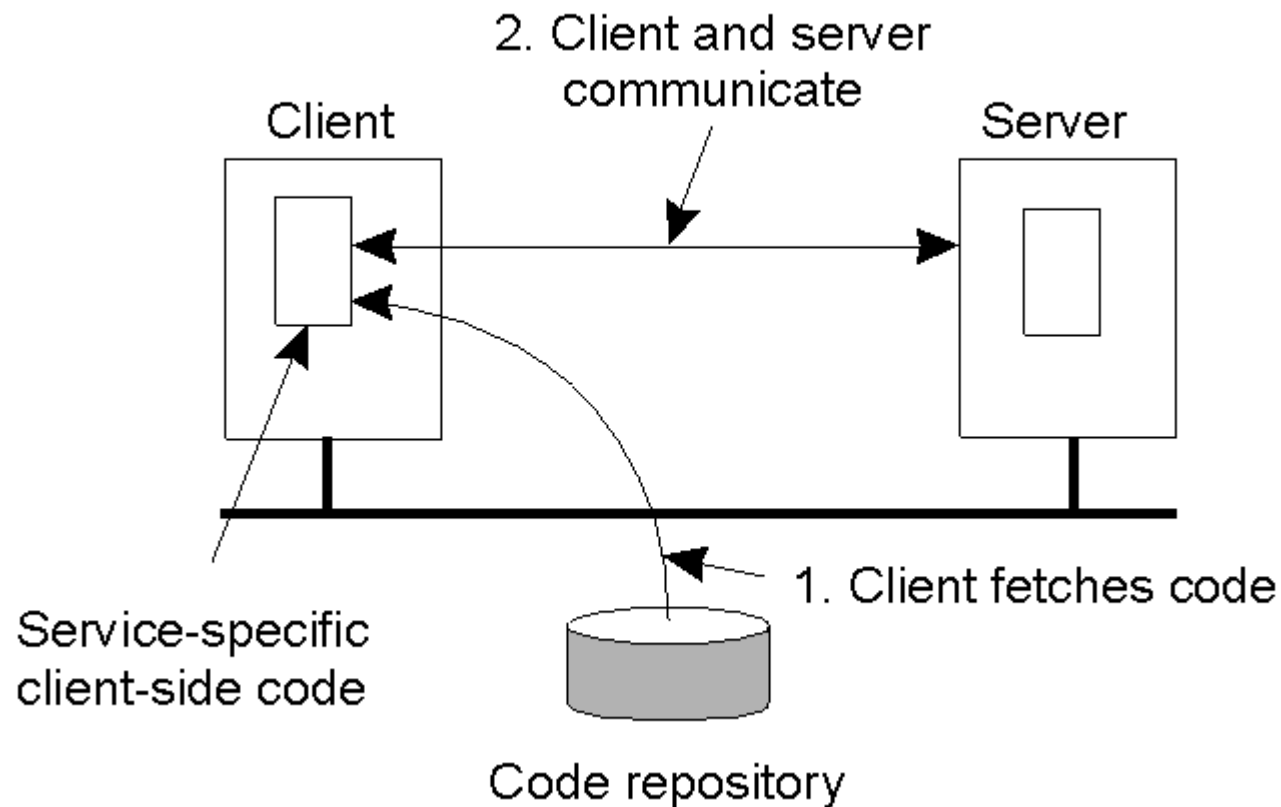 2. Client and server
communicate
Client
Server
1. Client fetches code
Service-specific
client-side code
Code repository